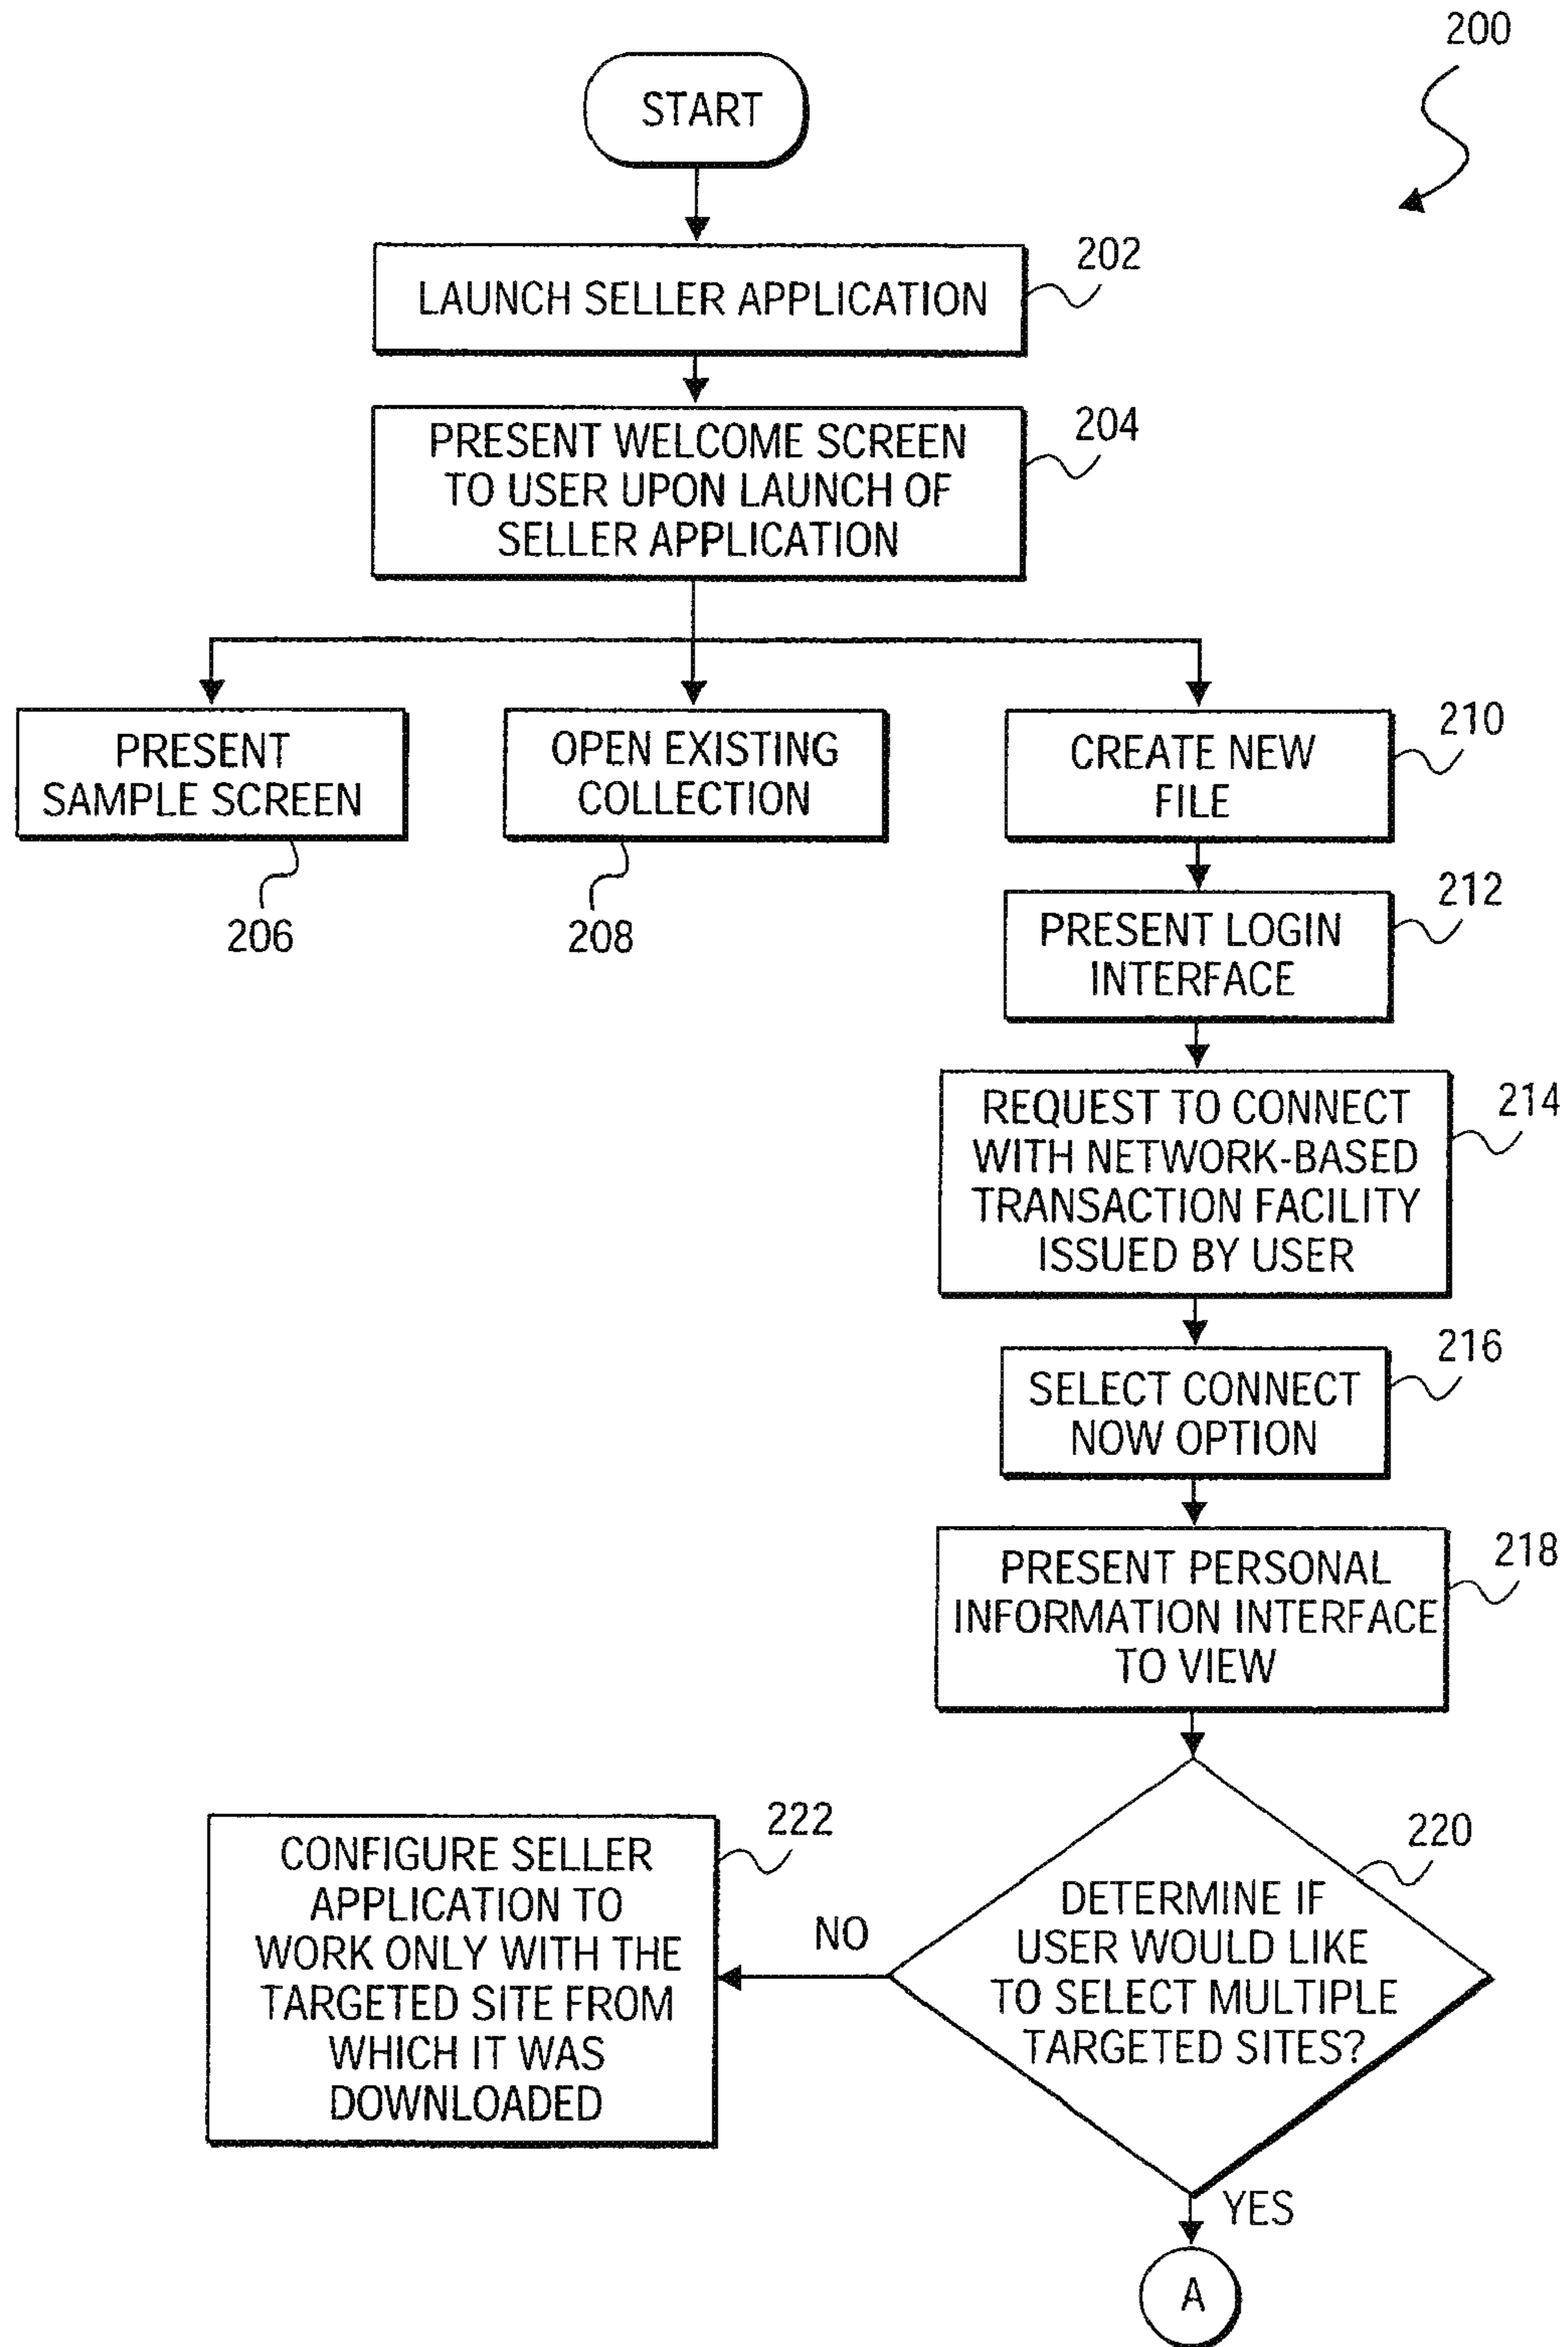 200
START
202
LAUNCH SELLER APPLICATION
204
PRESENT WELCOME SCREEN
TO USER UPON LAUNCH OF
SELLER APPLICATION
PRESENT
SAMPLE SCREEN
206
OPEN EXISTING
COLLECTION
208
210
CREATE NEW
FILE
212
PRESENT LOGIN
INTERFACE
214
REQUEST TO CONNECT
WITH NETWORK-BASED
TRANSACTION FACILITY
ISSUED BY USER
216
SELECT CONNECT
NOW OPTION
218
PRESENT PERSONAL
INFORMATION INTERFACE
TO VIEW
220
DETERMINE IF
USER WOULD LIKE
TO SELECT MULTIPLE
TARGETED SITES?
NO
222
CONFIGURE SELLER
APPLICATION TO
WORK ONLY WITH THE
TARGETED SITE FROM
WHICH IT WAS
DOWNLOADED
YES
A